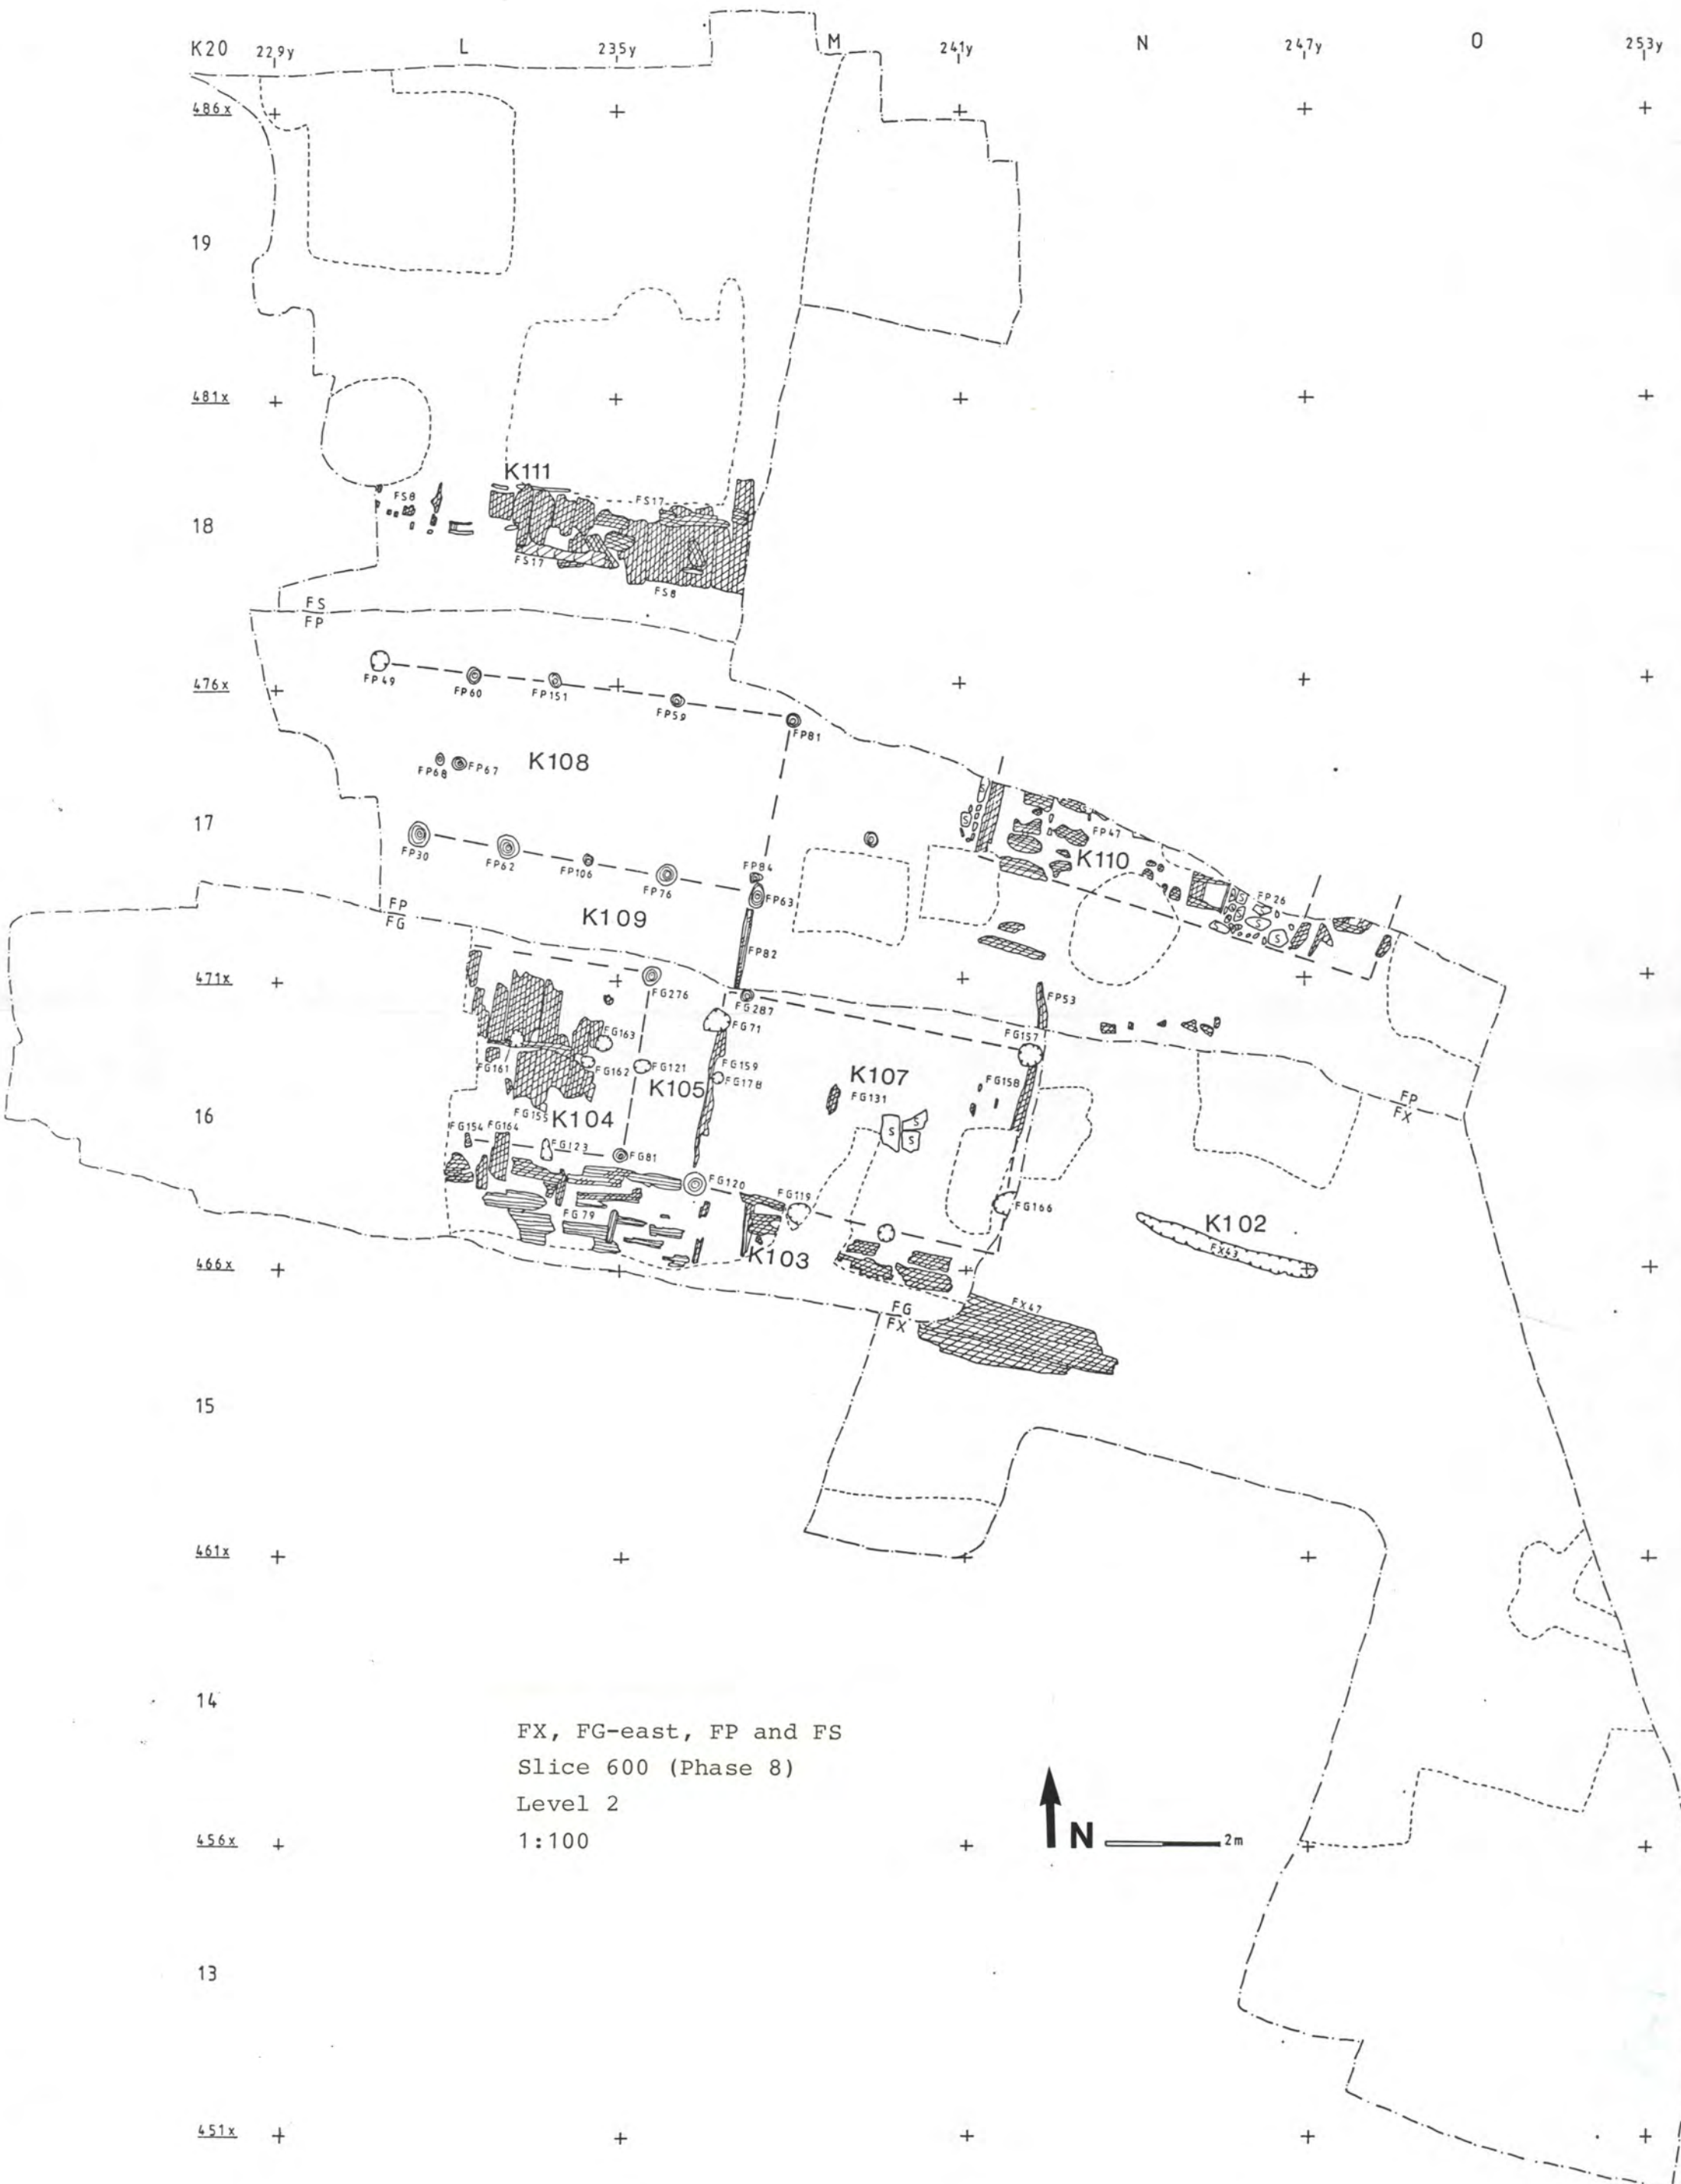 K20 229y L 235y M 241y N 247y O 253y
486x
19
481x
K111
FS8
FS17
18
FS17
FS8
FS
FP
FP49
FP60
FP151
476x
FP59
FP81
K108
FP68
FP67
17
FP47
FP30
FP62
FP106
K110
FP84
FP76
FP63
FP26
S
S
S
S
S
S
S
FP
FG
K109
FP82
471x
FG276
FG287
FP53
FG71
FG157
FG163
FG161
FG162
FG121
FG159
K105
FG178
K107
FG158
FG131
FG155
K104
16
S
S
S
FP
FX
FG154
FG164
FG123
FG81
FG120
FG119
FG166
FG79
K102
FX43
K103
466x
FX47
FG
FX
15
461x
14
FX, FG-east, FP and FS
Slice 600 (Phase 8)
Level 2
1:100
456x
N
2m
13
451x